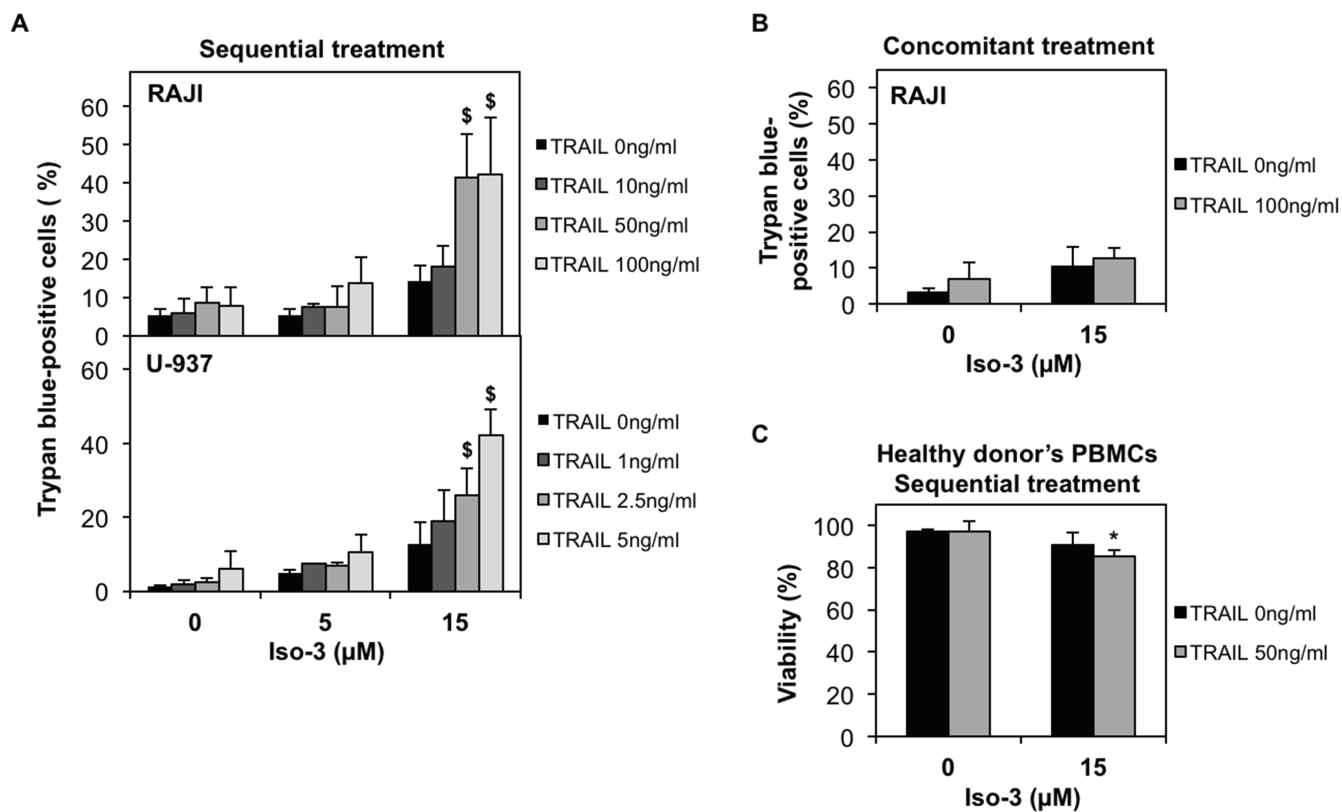 A
Sequential treatment
RAJI
Trypan blue-positive cells ( %)
60
50
40
30
20
10
0
$ $
TRAIL 0ng/ml
TRAIL 10ng/ml
TRAIL 50ng/ml
TRAIL 100ng/ml
U-937
60
40
20
0
$ $
TRAIL 0ng/ml
TRAIL 1ng/ml
TRAIL 2.5ng/ml
TRAIL 5ng/ml
0 5 15
Iso-3 (µM)
B
Concomitant treatment
RAJI
Trypan blue-
positive cells (%)
60
50
40
30
20
10
0
TRAIL 0ng/ml
TRAIL 100ng/ml
0 15
Iso-3 (µM)
C
Healthy donor’s PBMCs
Sequential treatment
Viability (%)
100
80
60
40
20
0
*
TRAIL 0ng/ml
TRAIL 50ng/ml
0 15
Iso-3 (µM)